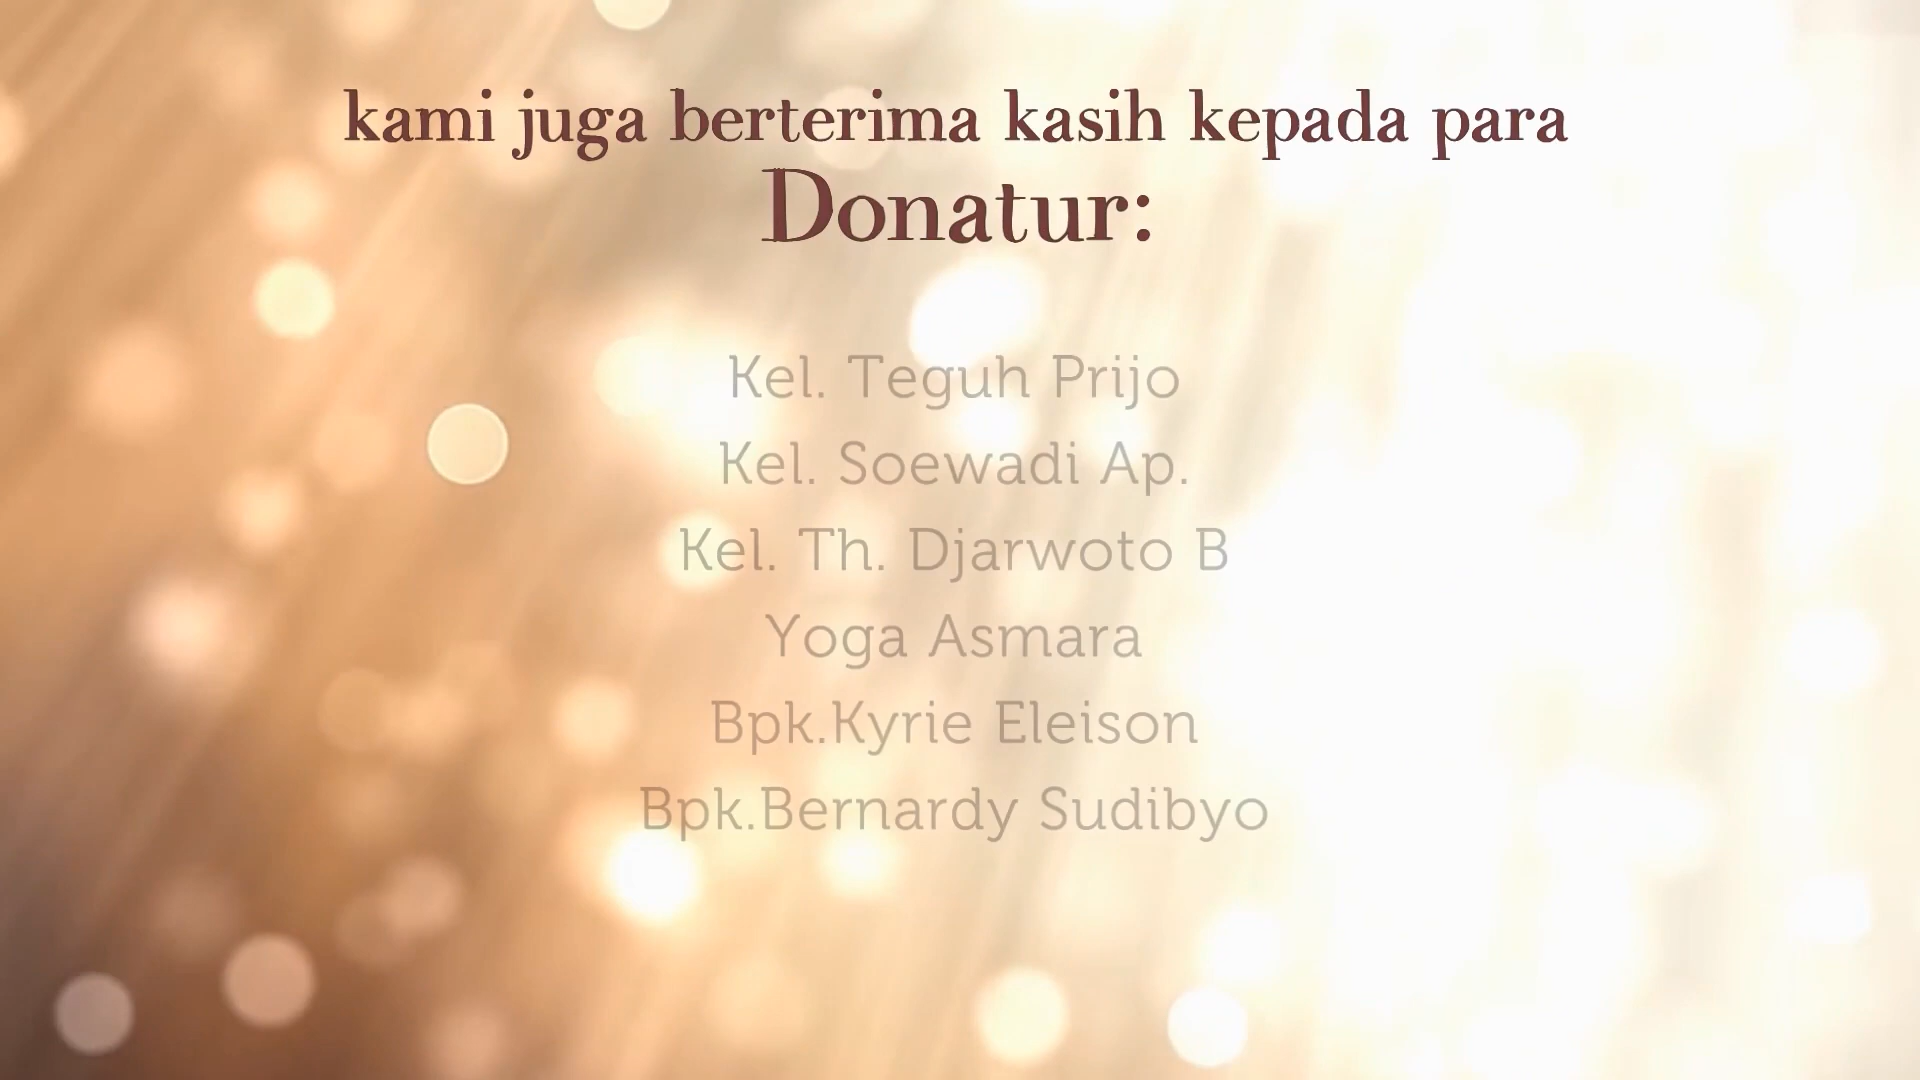 kami juga berterima kasih kepada para
Donatur:
Kel. Teguh Prijo
Kel. Soewadi Ap.
Kel. Th. Djarwoto B
Yoga Asmara
Bpk.Kyrie Eleison
Bpk.Bernardy Sudibyo